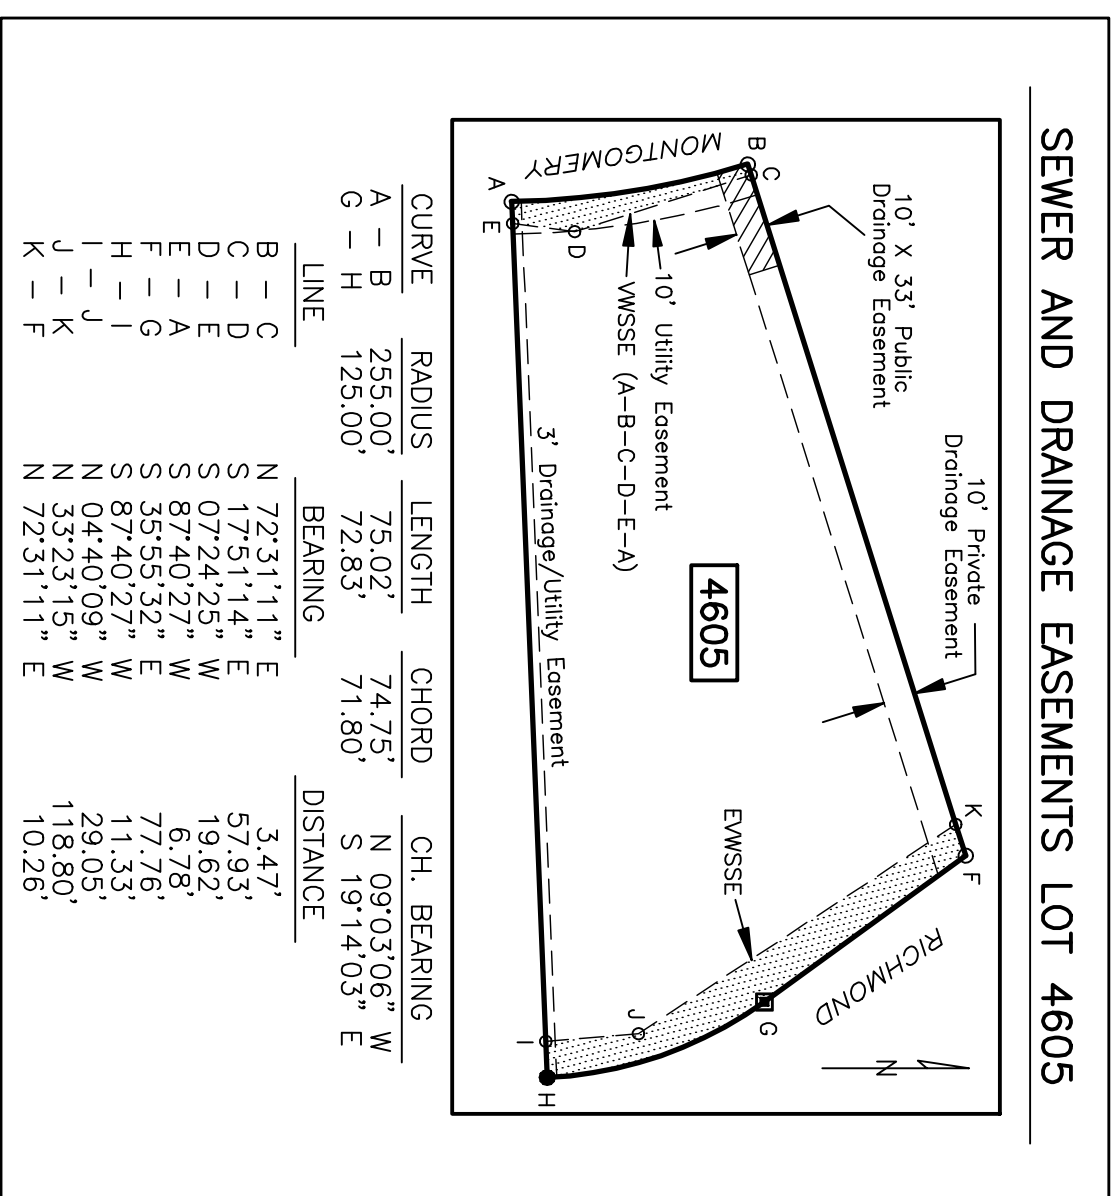 SEWER AND DRAINAGE EASEMENTS LOT 4605
10' X 33' Public
Drainage Easement
10' Private
Drainage Easement
MONTGOMERY
B
C
K
F
RICHMOND
N
10' Utility Easement
VWSSE (A-B-C-D-E-A)
4605
EVWSSE
A
E
D
3' Drainage/Utility Easement
J
G
I
H
CURVE RADIUS LENGTH CHORD CH. BEARING
A - B 255.00' 75.02' 74.75' N 09°03'06" W
G - H 125.00' 72.83' 71.80' S 19°14'03" E
LINE BEARING DISTANCE
B - C N 72°31'11" E 3.47'
C - D S 17°51'14" E 57.93'
D - E S 07°24'25" W 19.62'
E - A S 87°40'27" W 6.78'
F - G S 35°55'32" E 77.76'
H - I S 87°40'27" W 11.33'
I - J N 04°40'09" W 29.05'
J - K N 33°23'15" W 118.80'
K - F N 72°31'11" E 10.26'